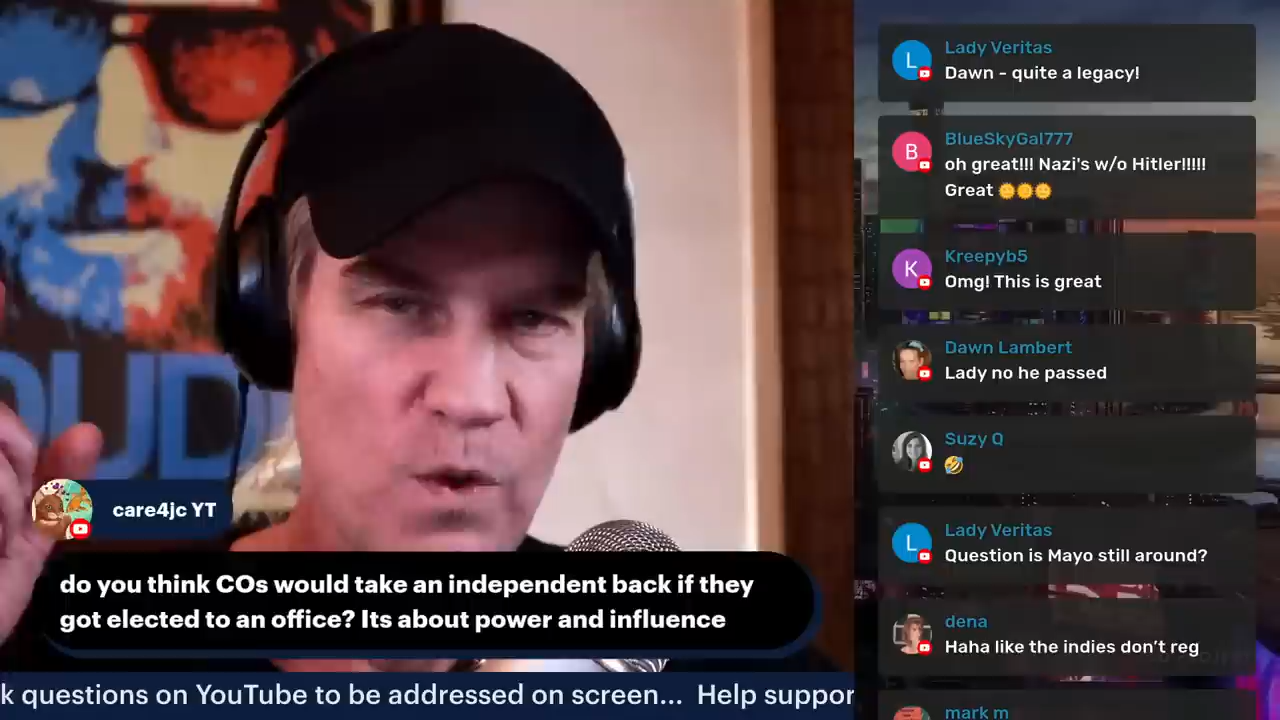 Lady Veritas
Dawn - quite a legacy!
BlueSkyGal777
oh great!!! Nazi's w/o Hitler!!!!!
Great 🌞🌞🌞
Kreepyb5
Omg! This is great
Dawn Lambert
Lady no he passed
Suzy Q
🤣
Lady Veritas
Question is Mayo still around?
dena
Haha like the indies don’t reg
mark m
care4jc YT
do you think COs would take an independent back if they
got elected to an office? Its about power and influence
k questions on YouTube to be addressed on screen... Help suppor
L
B
K
L
OUD